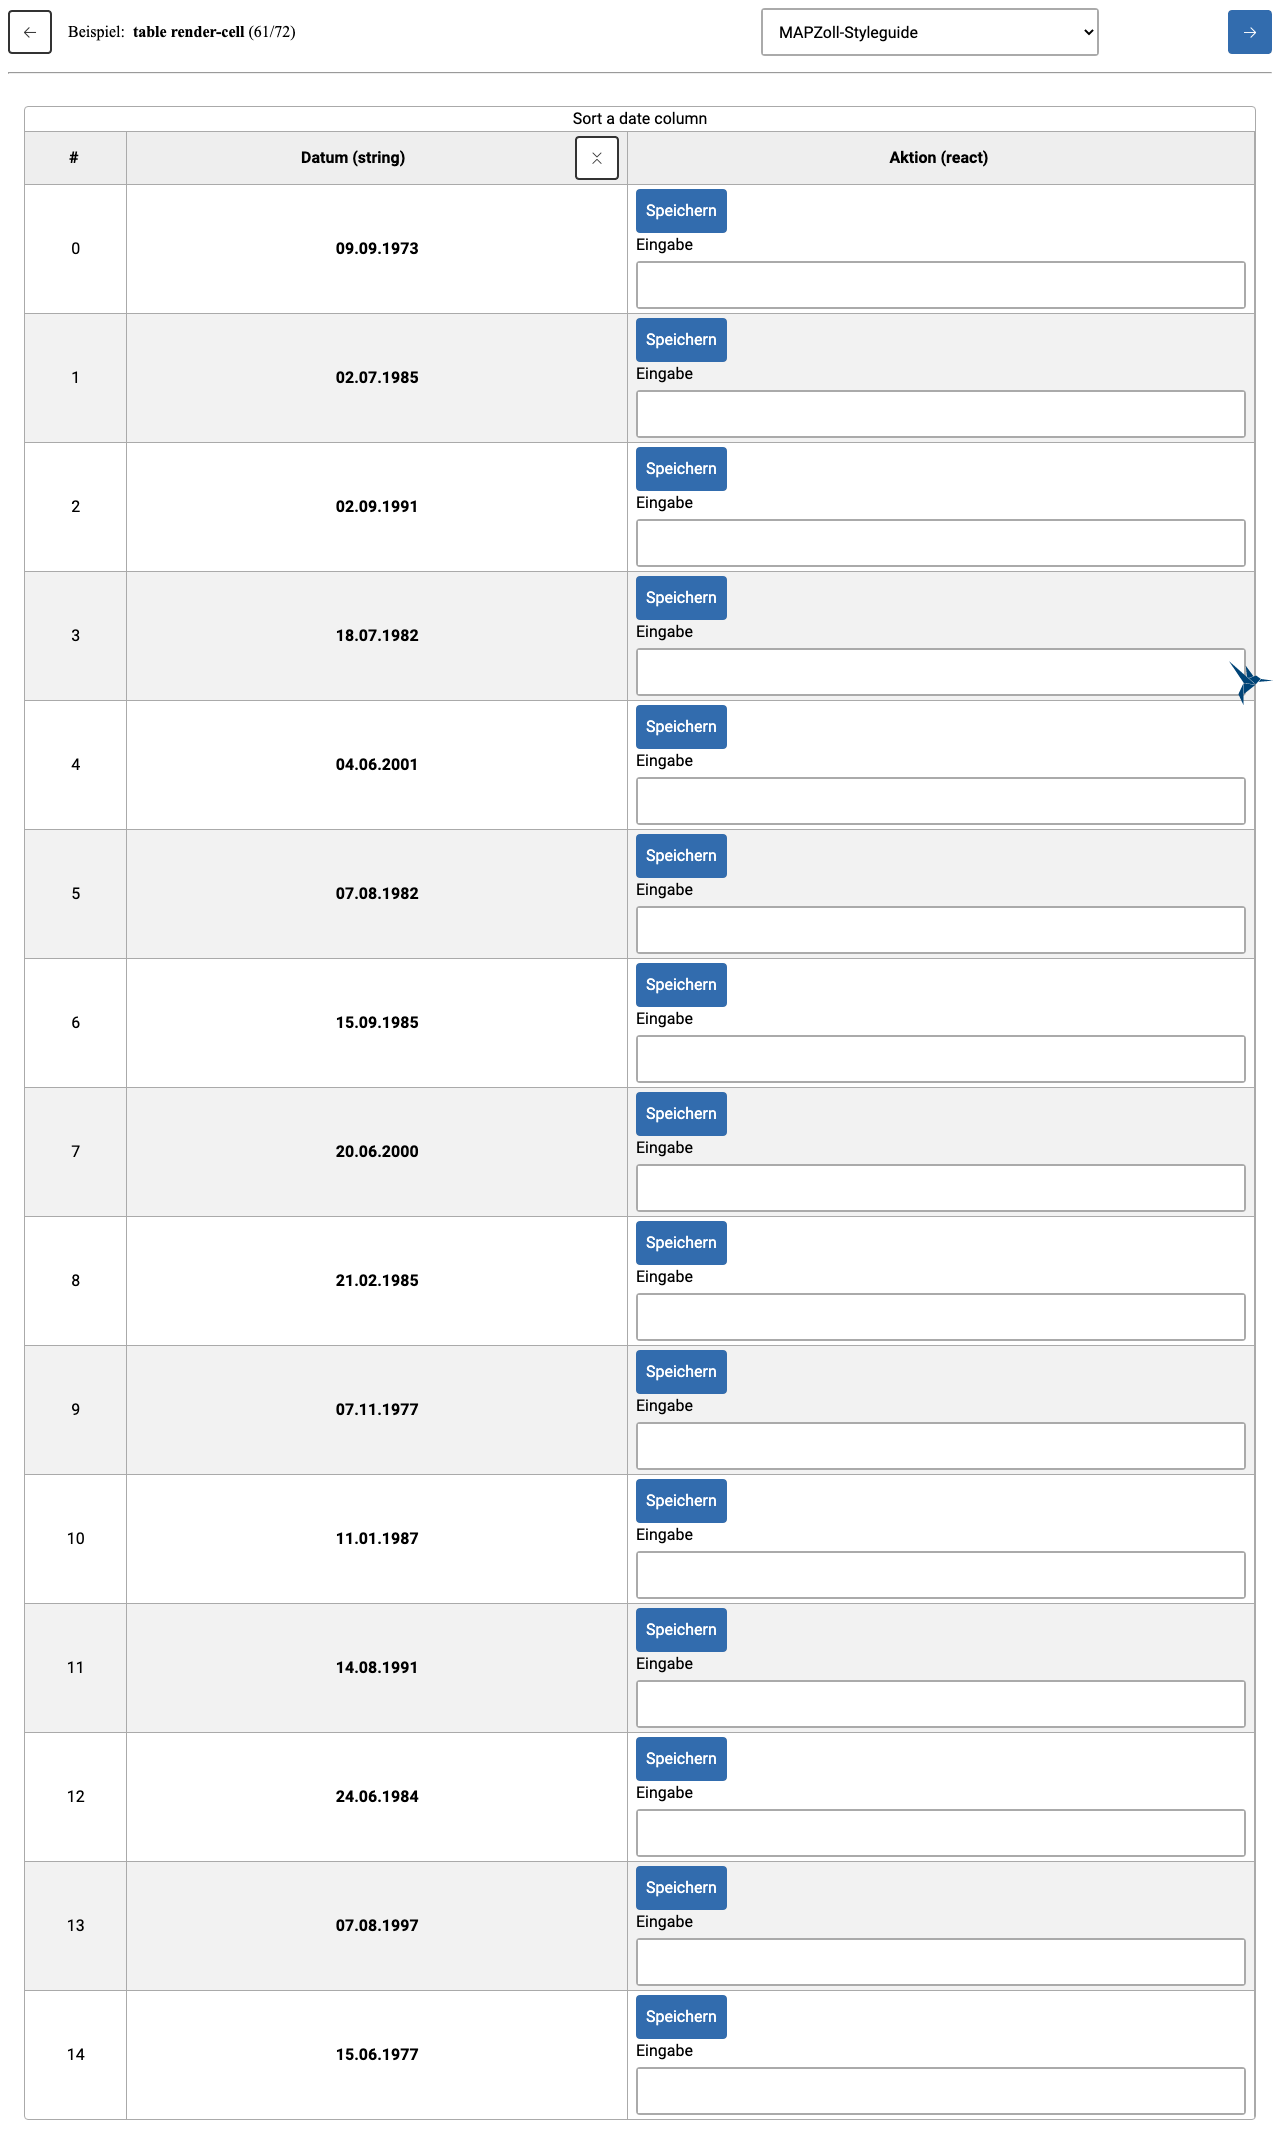 Beispiel: table render-cell (61/72)
MAPZoll-Styleguide
Sort a date column
# Datum (string) Aktion (react)
Speichern
0 09.09.1973 Eingabe
Speichern
1 02.07.1985 Eingabe
Speichern
2 02.09.1991 Eingabe
Speichern
3 18.07.1982 Eingabe
Speichern
4 04.06.2001 Eingabe
Speichern
5 07.08.1982 Eingabe
Speichern
6 15.09.1985 Eingabe
Speichern
7 20.06.2000 Eingabe
Speichern
8 21.02.1985 Eingabe
Speichern
9 07.11.1977 Eingabe
Speichern
10 11.01.1987 Eingabe
Speichern
11 14.08.1991 Eingabe
Speichern
12 24.06.1984 Eingabe
Speichern
13 07.08.1997 Eingabe
Speichern
14 15.06.1977 Eingabe